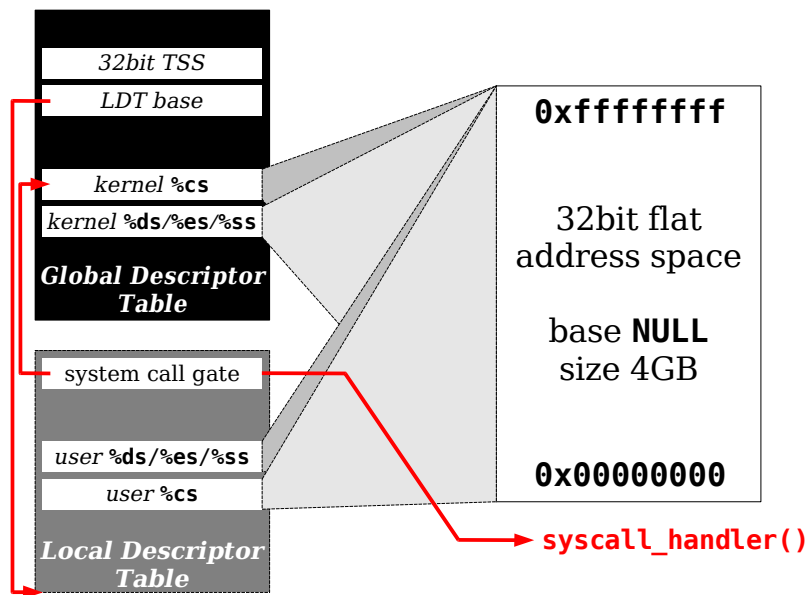 32bit TSS
LDT base
kernel %cs
kernel %ds/%es/%ss
Global Descriptor
Table
system call gate
user %ds/%es/%ss
user %cs
Local Descriptor
Table
0xffffffff
32bit flat
address space
base NULL
size 4GB
0x00000000
syscall_handler()